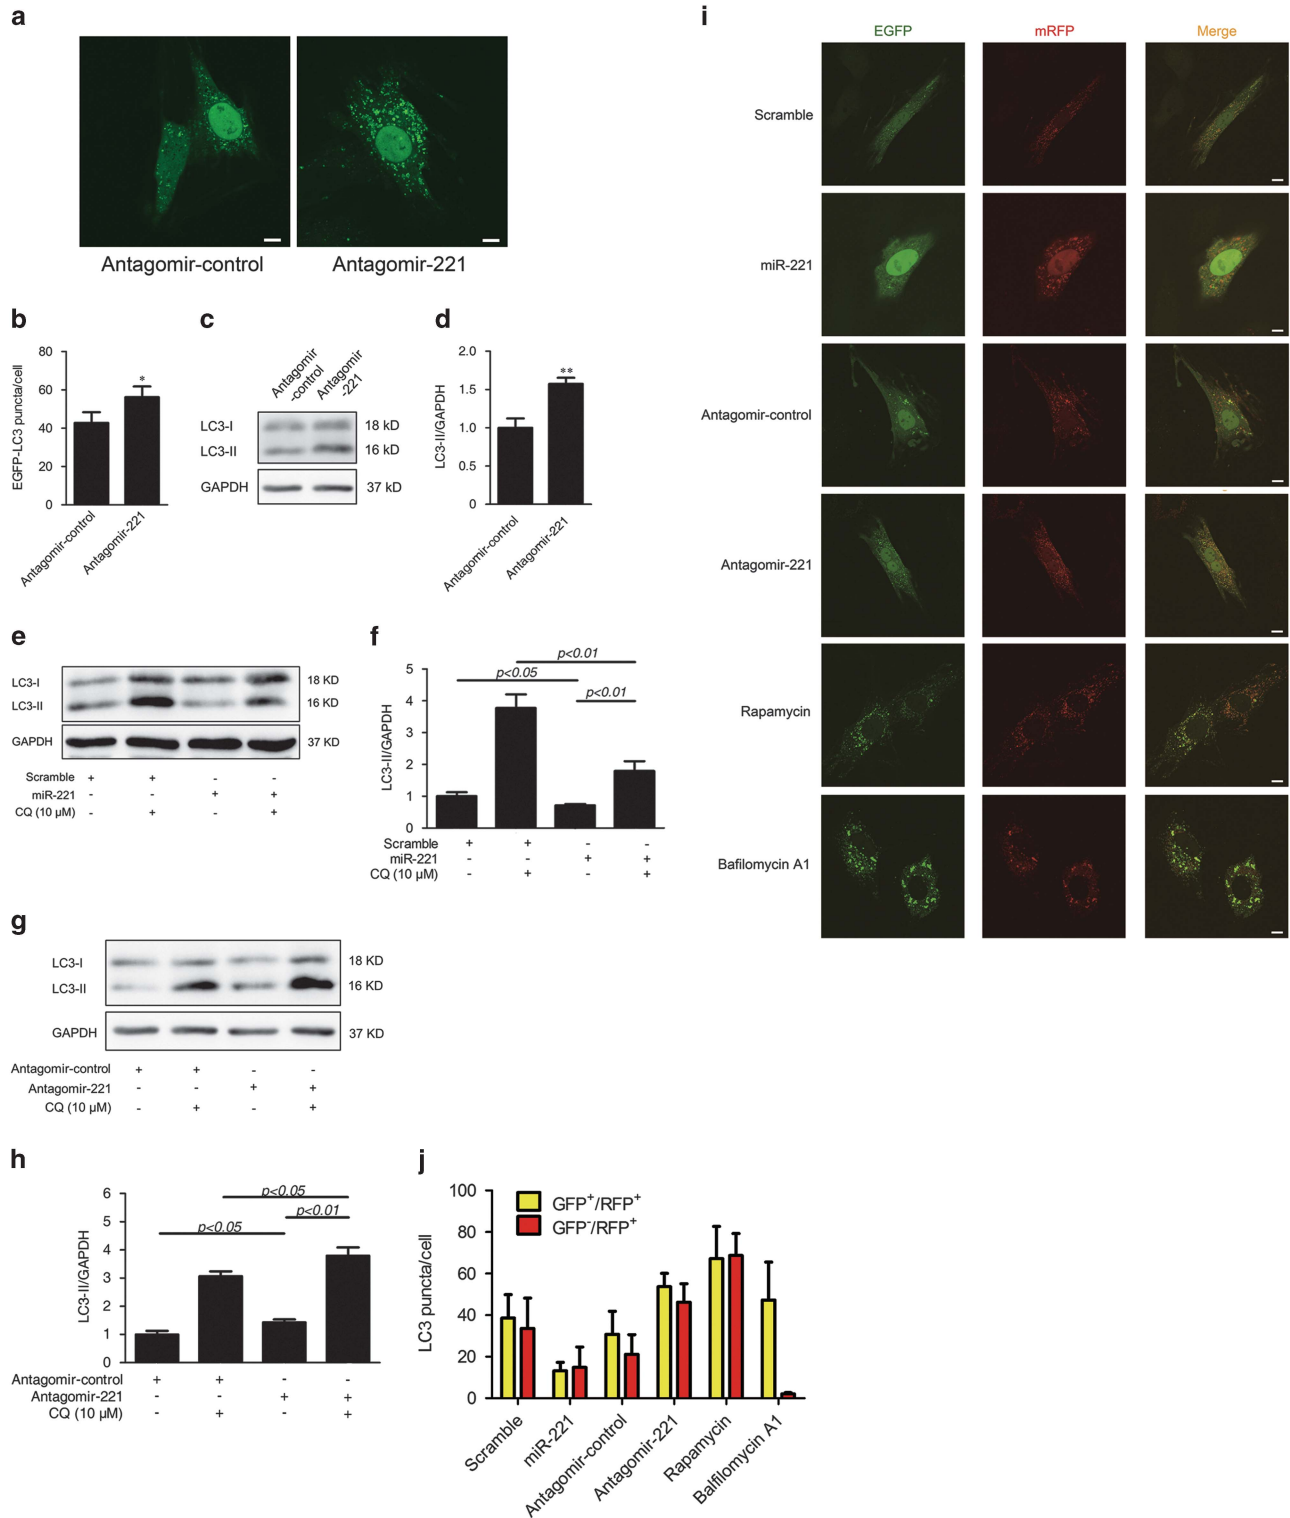 a
Antagomir-control Antagomir-221
b
EGFP-LC3 puncta/cell
80
60
40
20
0
*
Antagomir-control
Antagomir-221
c
Antagomir
-control
Antagomir
-221
LC3-I 18 kD
LC3-II 16 kD
GAPDH 37 kD
d
LC3-II/GAPDH
2.0
1.5
1.0
0.5
0
**
Antagomir-control
Antagomir-221
e
LC3-I 18 KD
LC3-II 16 KD
GAPDH 37 KD
Scramble + + - -
miR-221 - - + +
CQ (10 µM) - + - +
f
LC3-II/GAPDH
5
4
3
2
1
0
p<0.01
p<0.05
p<0.01
Scramble + + - -
miR-221 - - + +
CQ (10 µM) - + - +
g
LC3-I 18 KD
LC3-II 16 KD
GAPDH 37 KD
Antagomir-control + + - -
Antagomir-221 - - + +
CQ (10 µM) - + - +
h
LC3-II/GAPDH
6
5
4
3
2
1
0
p<0.05
p<0.01
p<0.05
Antagomir-control + + - -
Antagomir-221 - - + +
CQ (10 µM) - + - +
i
EGFP mRFP Merge
Scramble
miR-221
Antagomir-control
Antagomir-221
Rapamycin
Bafilomycin A1
j
LC3 puncta/cell
100
80
60
40
20
0
GFP⁺/RFP⁺
GFP⁻/RFP⁺
Scramble
miR-221
Antagomir-control
Antagomir-221
Rapamycin
Balfilomycin A1